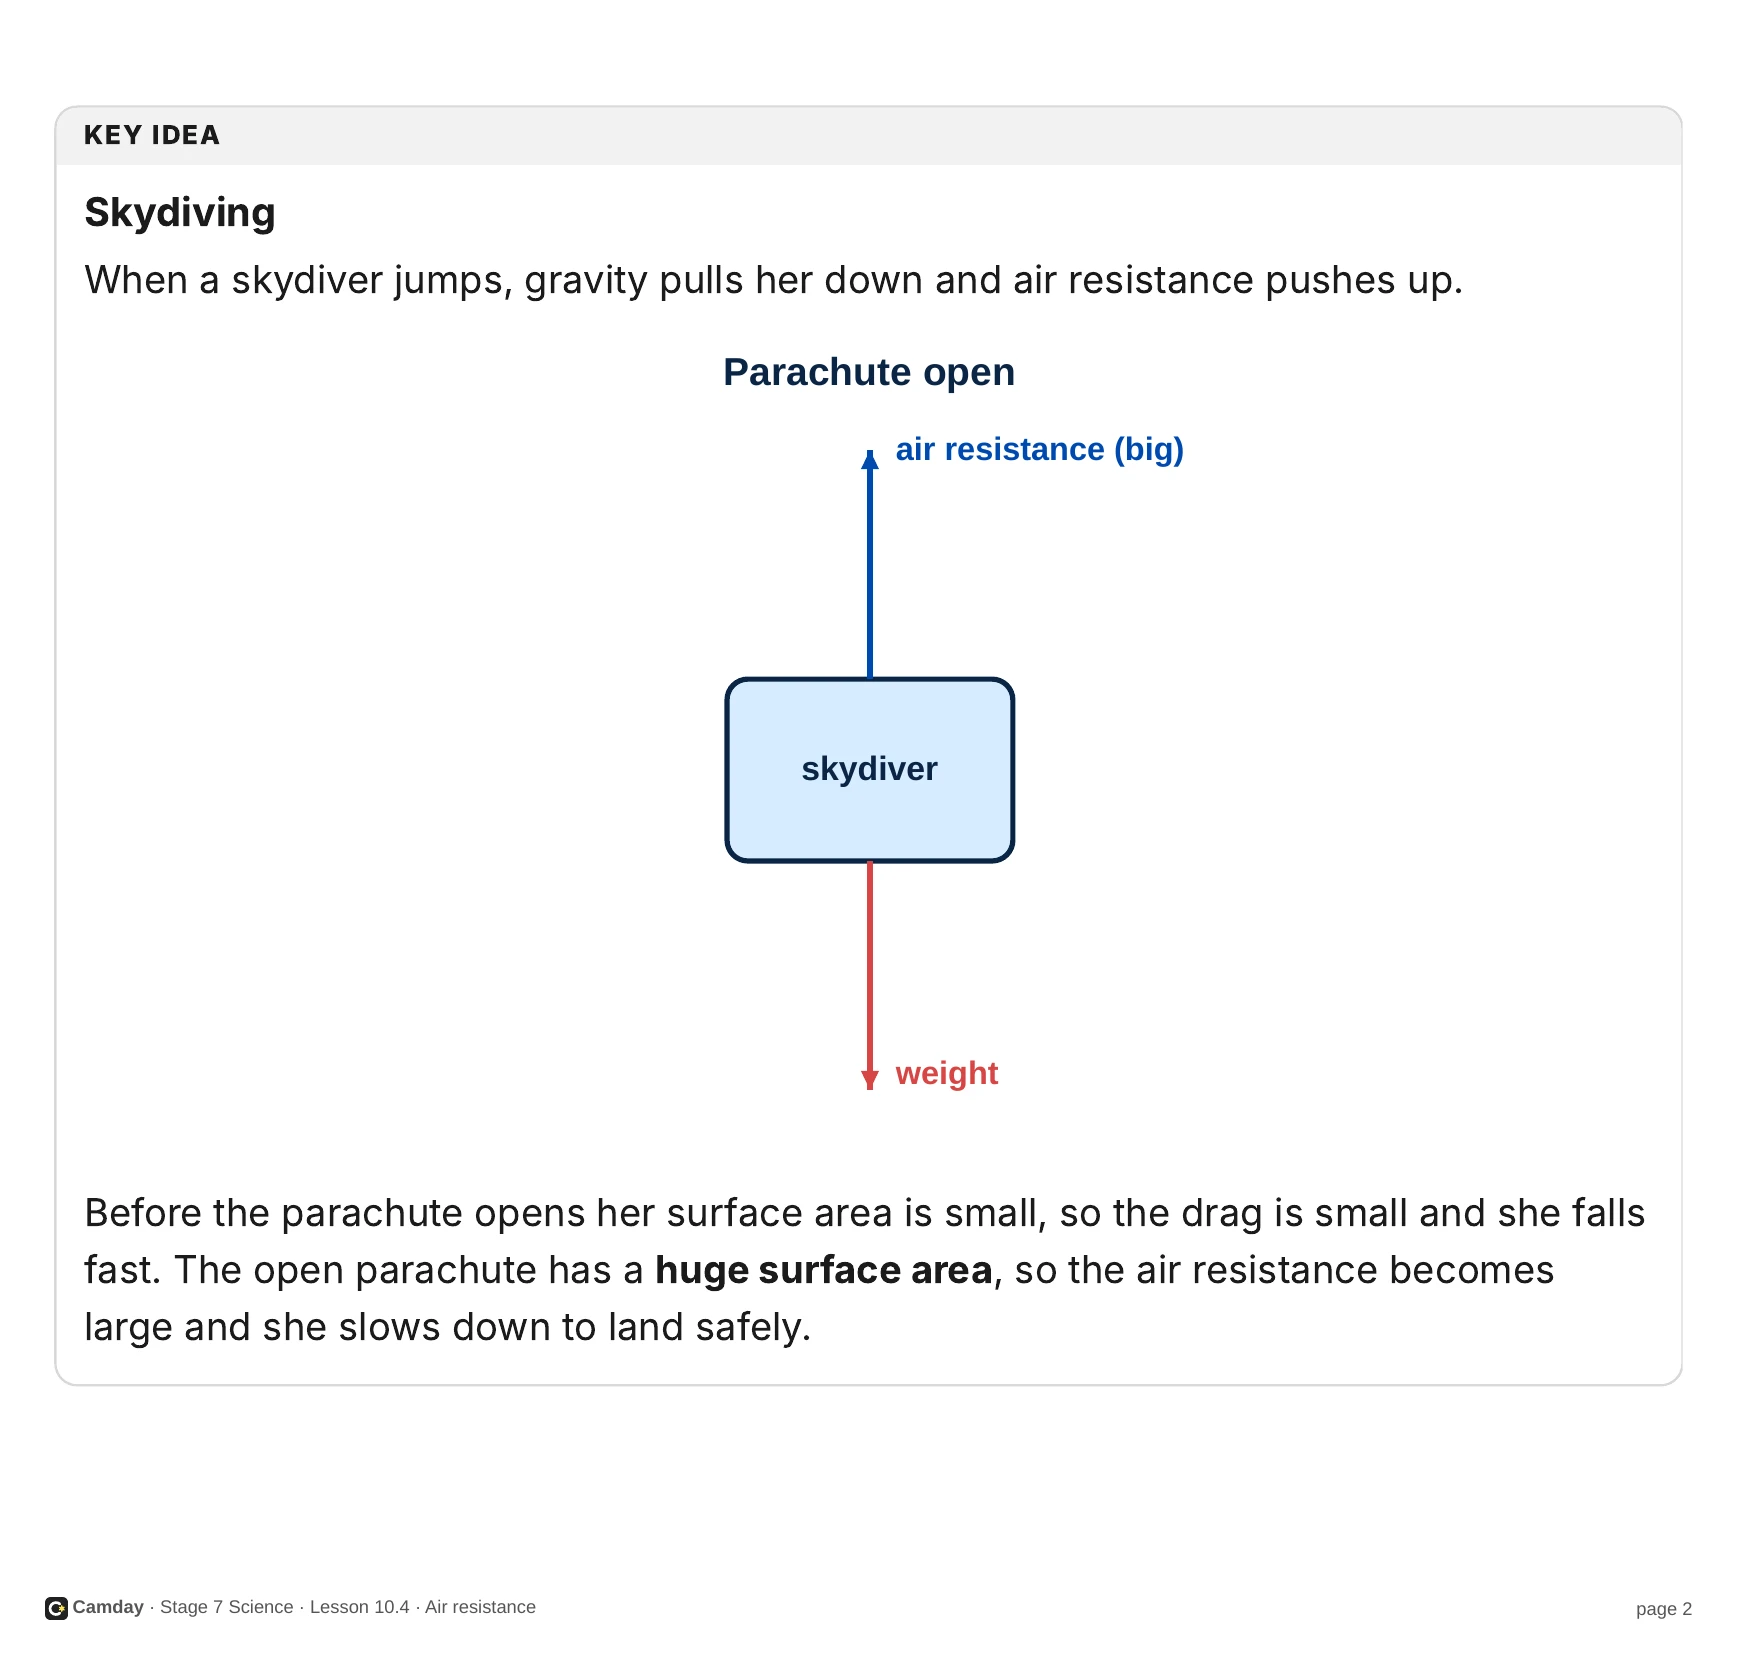 KEY IDEA
Skydiving
When a skydiver jumps, gravity pulls her down and air resistance pushes up.
Parachute open
air resistance (big)
skydiver
weight
Before the parachute opens her surface area is small, so the drag is small and she falls
fast. The open parachute has a huge surface area, so the air resistance becomes
large and she slows down to land safely.
Camday · Stage 7 Science · Lesson 10.4 · Air resistance
page 2